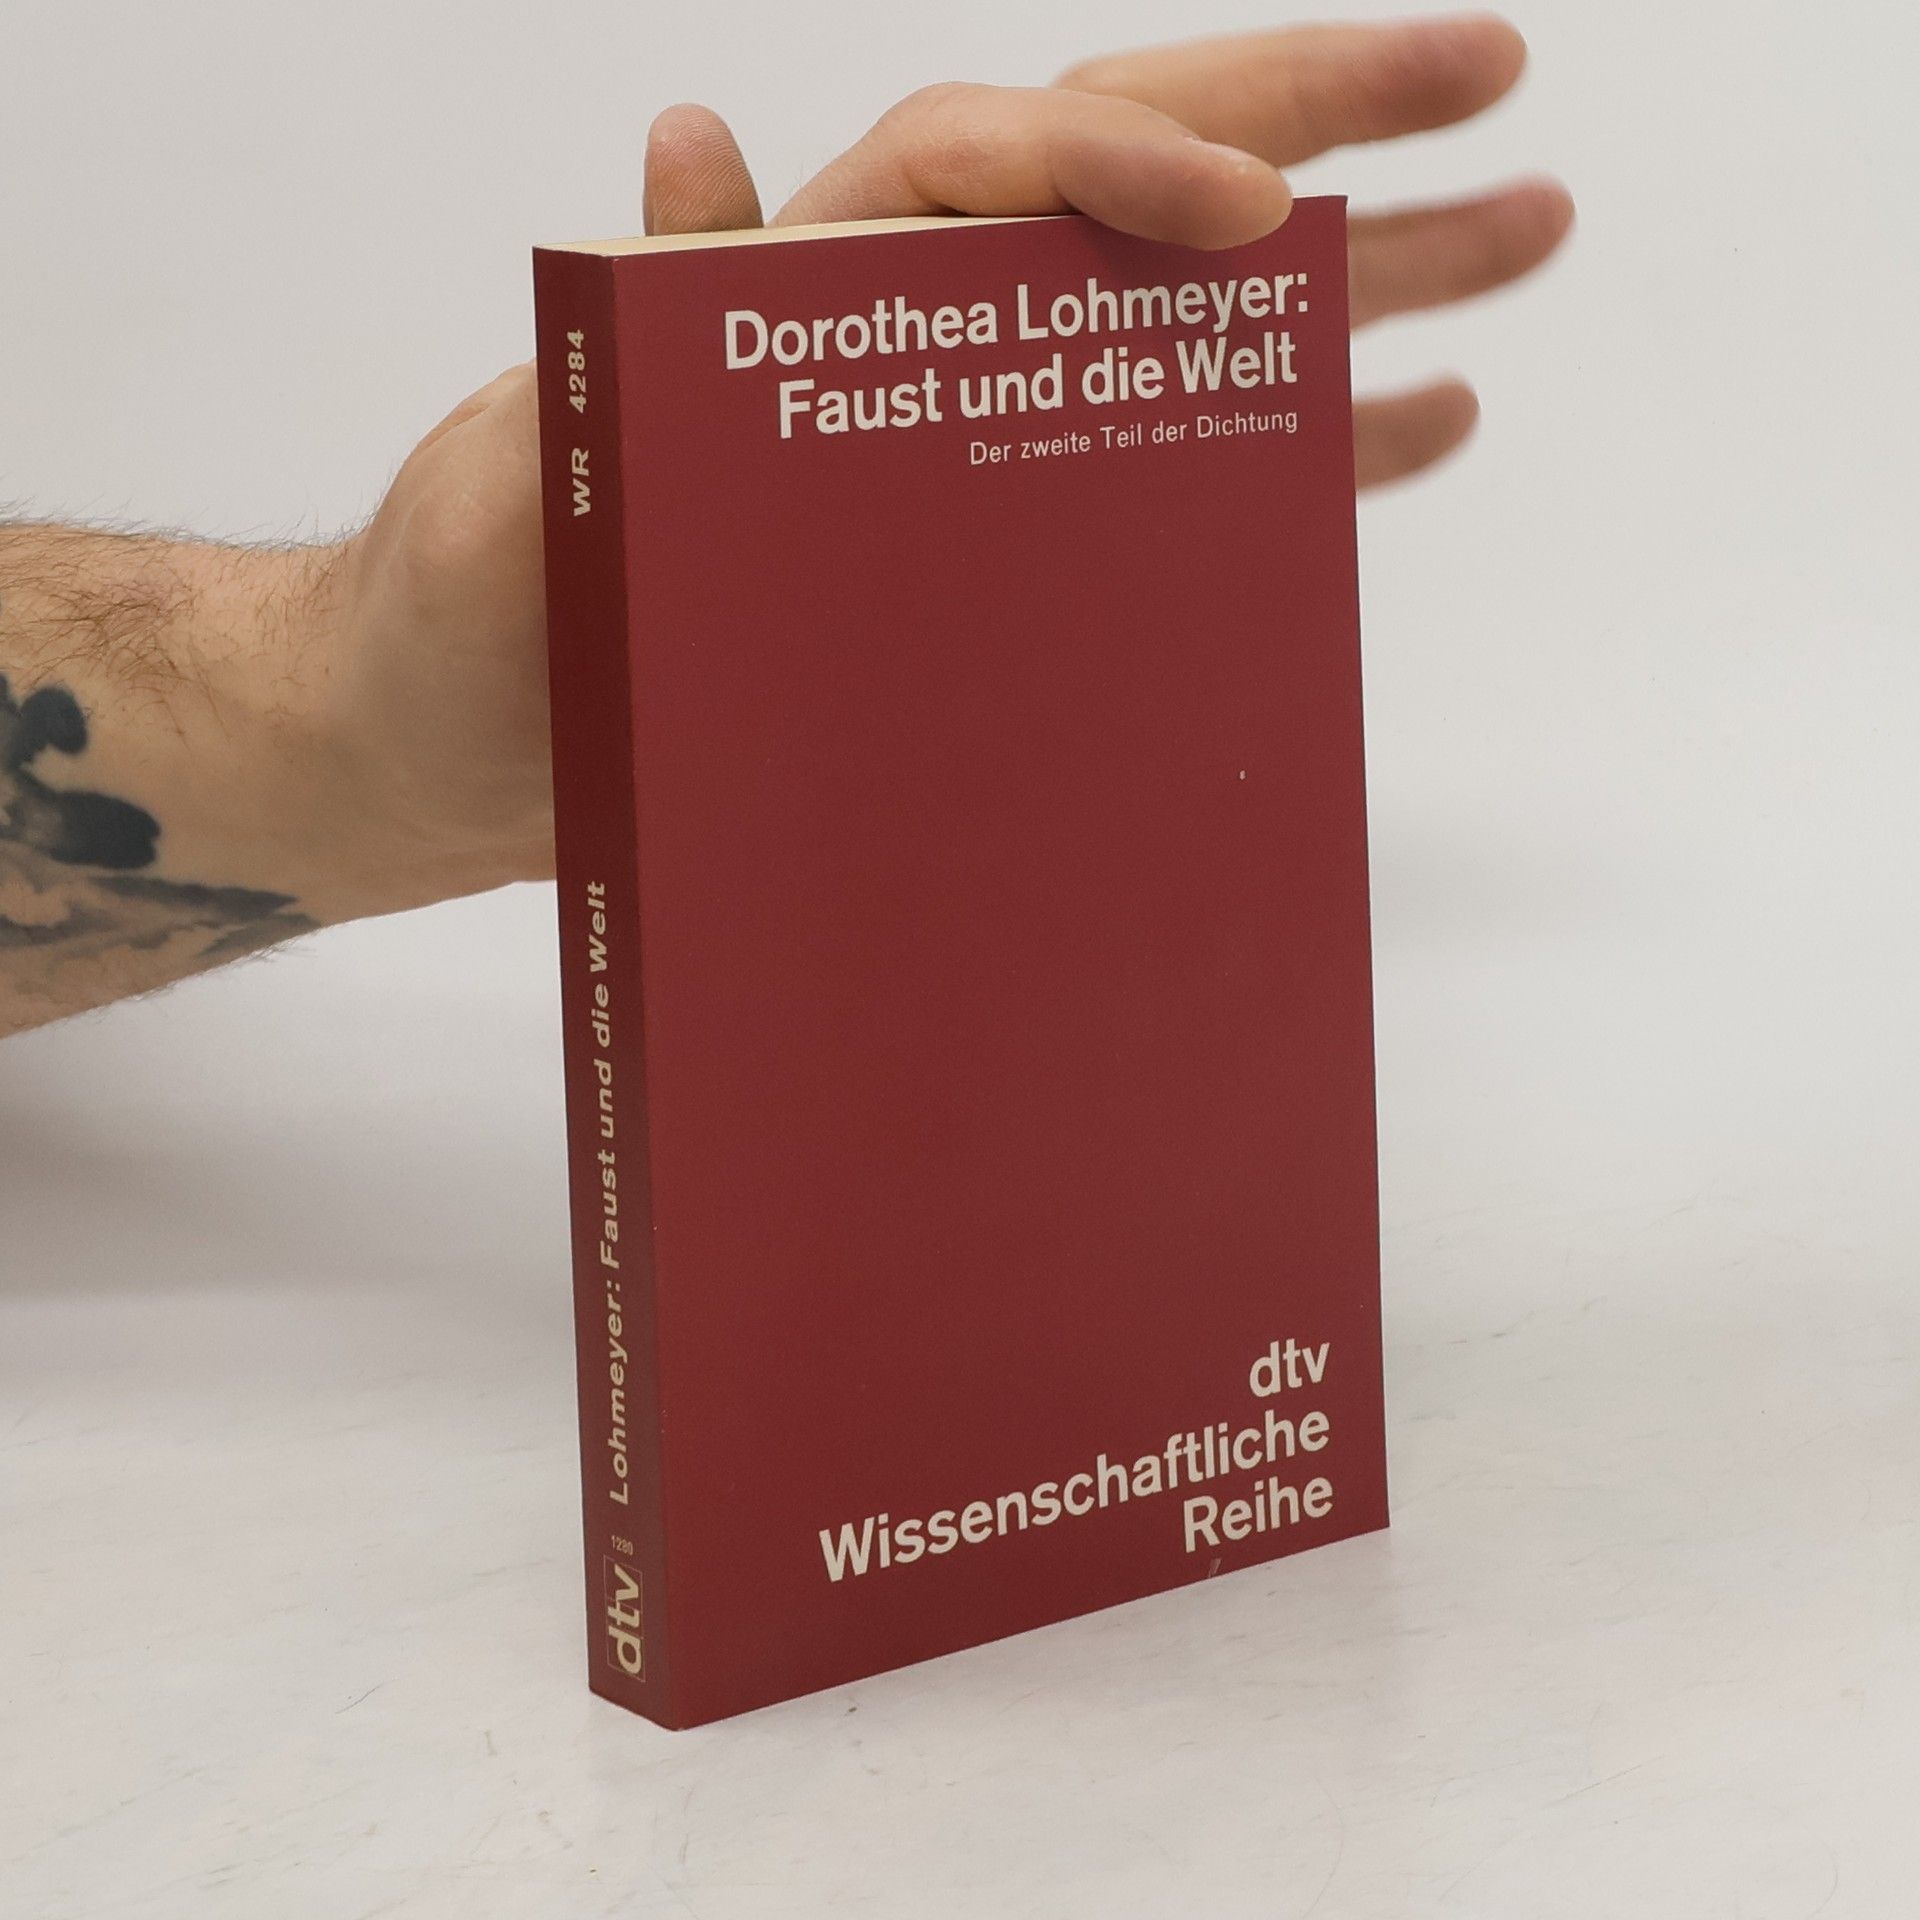 Dorothea Lohmeyer:
Faust und die Welt
Der zweite Teil der Dichtung
dtv
Wissenschaftliche
Reihe
WR 4284
Lohmeyer: Faust und die Welt
1280
dtv